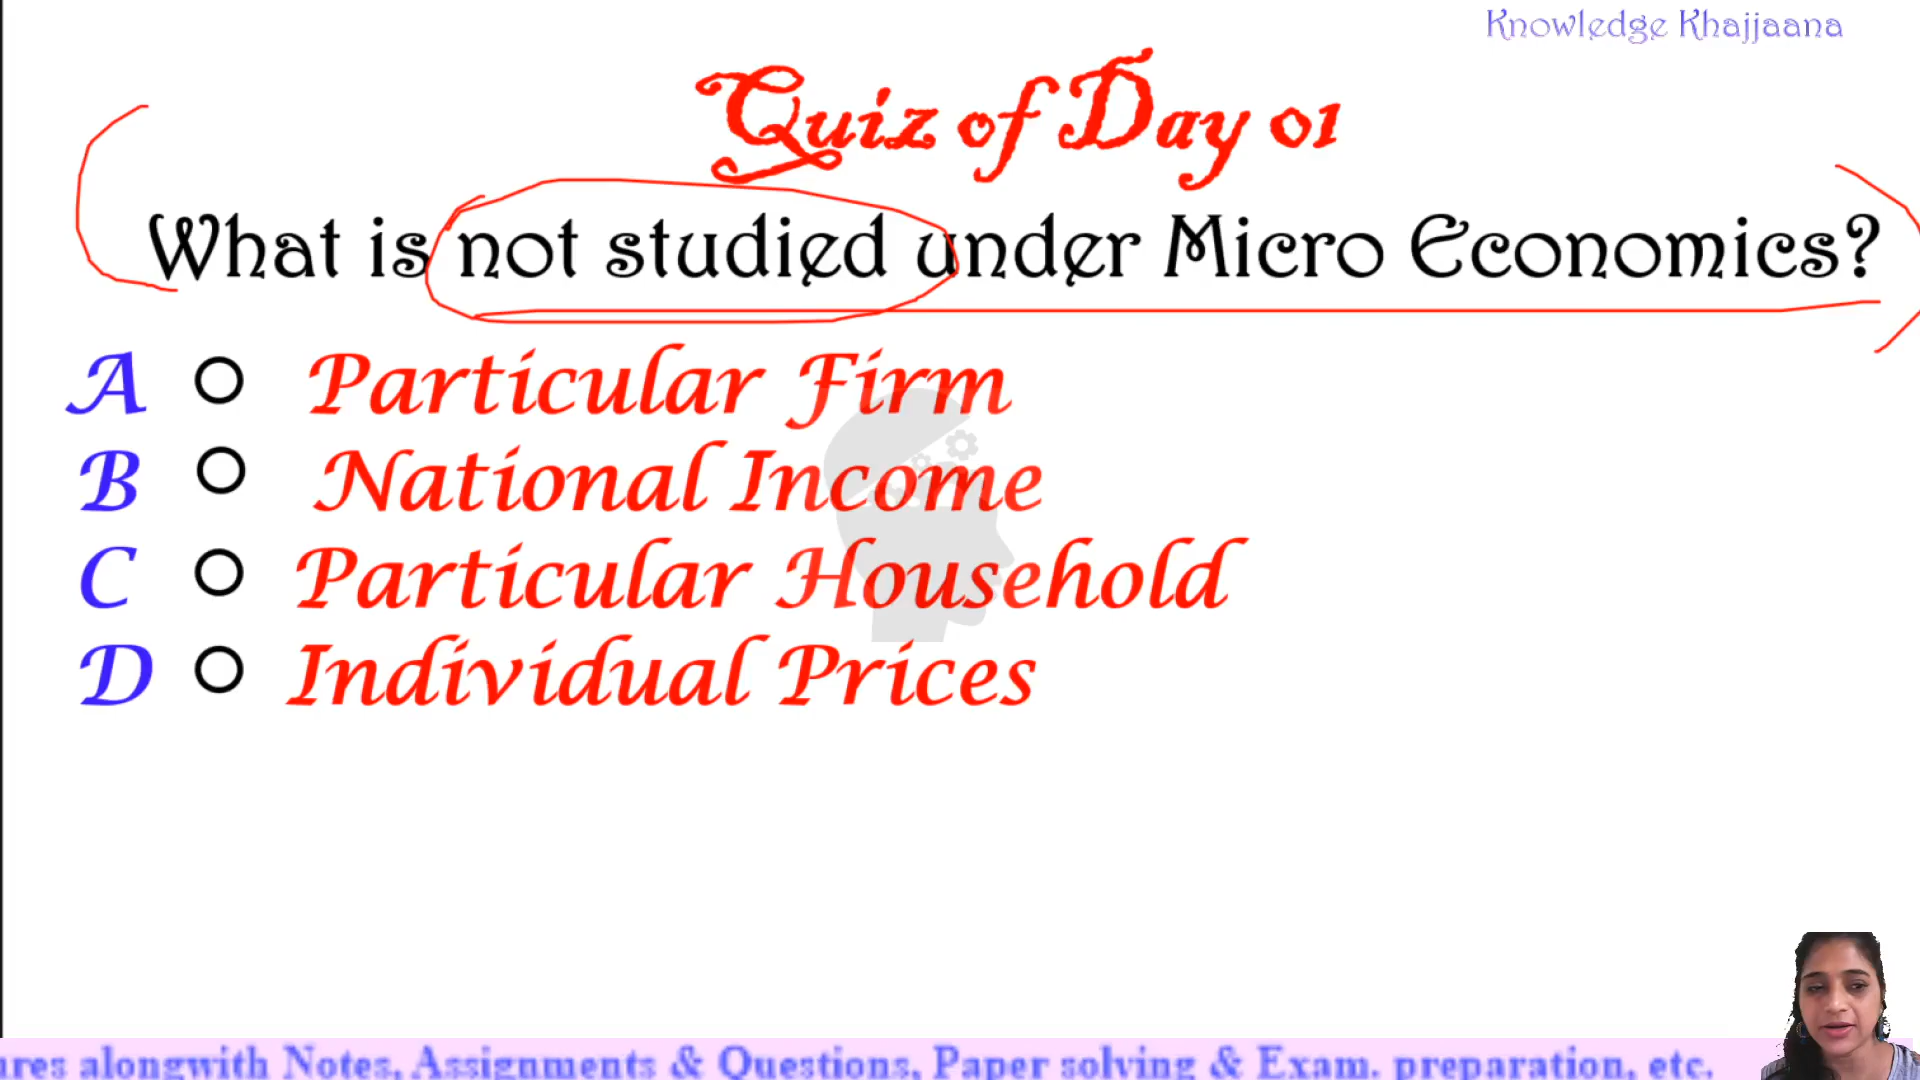 Knowledge Khajjaana
Quiz of Day 01
What is not studied under Micro Economics?
A Particular Firm
B National Income
C Particular Household
D Individual Prices
alongwith Notes, Assignments & Questions, Paper solving & Exam. preparation, etc.